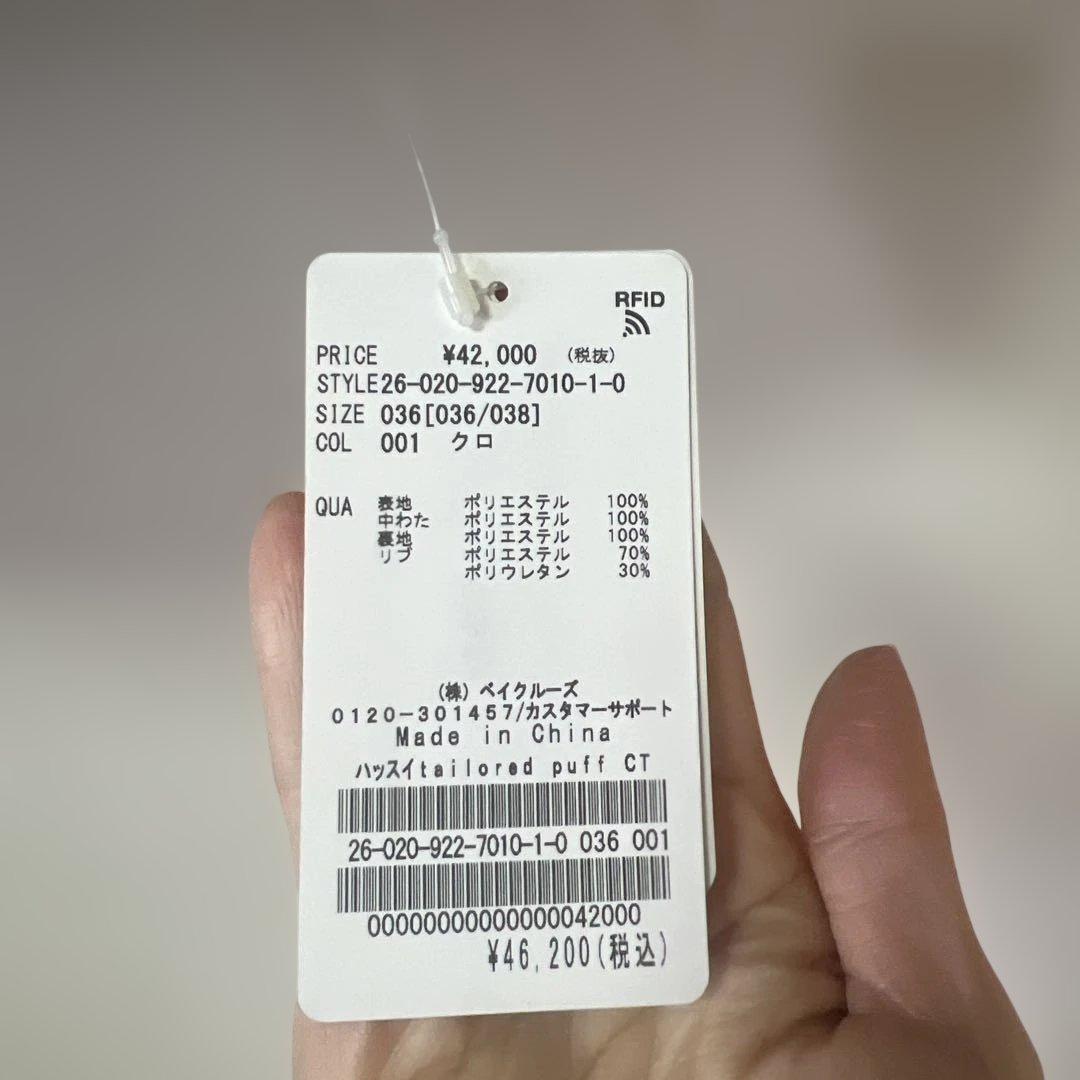 RFID
PRICE ¥42,000 (税抜)
STYLE26-020-922-7010-1-0
SIZE 036[036/038]
COL 001 クロ
QUA 表地 ポリエステル 100%
中わた ポリエステル 100%
裏地 ポリエステル 100%
リブ ポリエステル 70%
ポリウレタン 30%
(株) ベイクルーズ
0120-301457/カスタマーサポート
Made in China
ハッスイtailored puff CT
26-020-922-7010-1-0 036 001
00000000000000042000
¥46,200(税込)